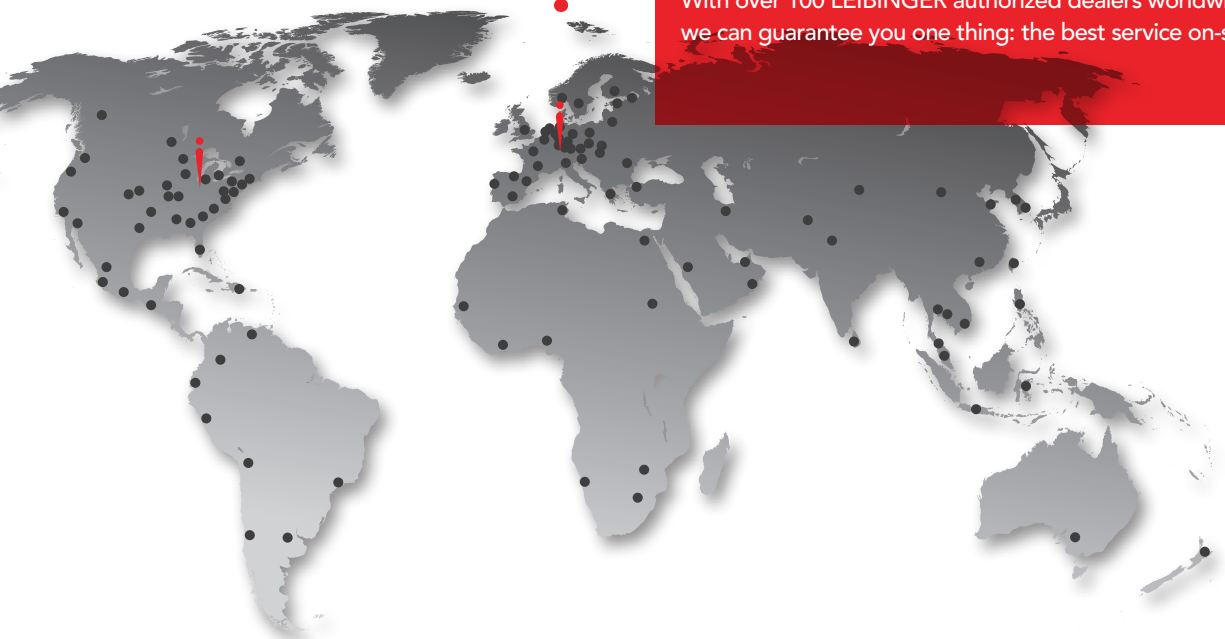 With over 100 LEIBINGER authorized dealers
we can guarantee you one thing: the best service